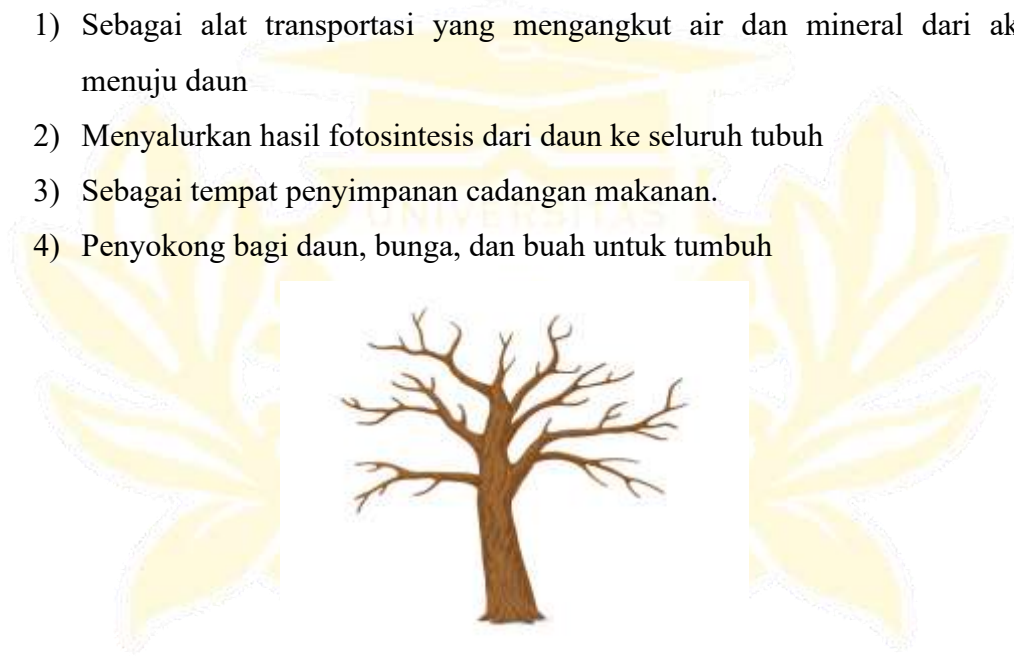 1) Sebagai alat transportasi yang mengangkut air dan mineral dari
menuju daun
2) Menyalurkan hasil fotosintesis dari daun ke seluruh tubuh
3) Sebagai tempat penyimpanan cadangan makanan.
4) Penyokong bagi daun, bunga, dan buah untuk tumbuh
UNIVERSITAS